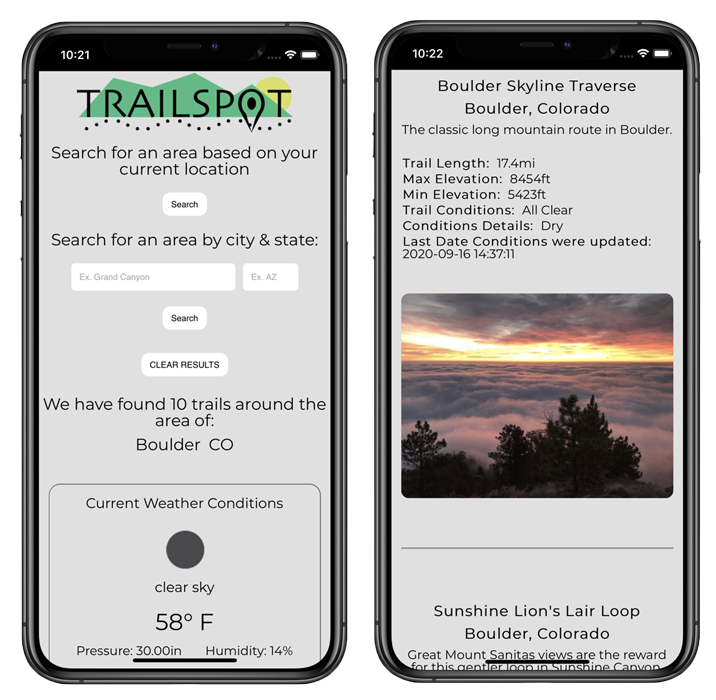 10:21
TRAILSPOT
Search for an area based on your
current location
Search
Search for an area by city & state:
Ex. Grand Canyon Ex. AZ
Search
CLEAR RESULTS
We have found 10 trails around the
area of:
Boulder CO
Current Weather Conditions
clear sky
58° F
Pressure: 30.00in Humidity: 14%
10:22
Boulder Skyline Traverse
Boulder, Colorado
The classic long mountain route in Boulder.
Trail Length: 17.4mi
Max Elevation: 8454ft
Min Elevation: 5423ft
Trail Conditions: All Clear
Conditions Details: Dry
Last Date Conditions were updated:
2020-09-16 14:37:11
Sunshine Lion's Lair Loop
Boulder, Colorado
Great Mount Sanitas views are the reward
for this gentler loop in Sunshine Canyon